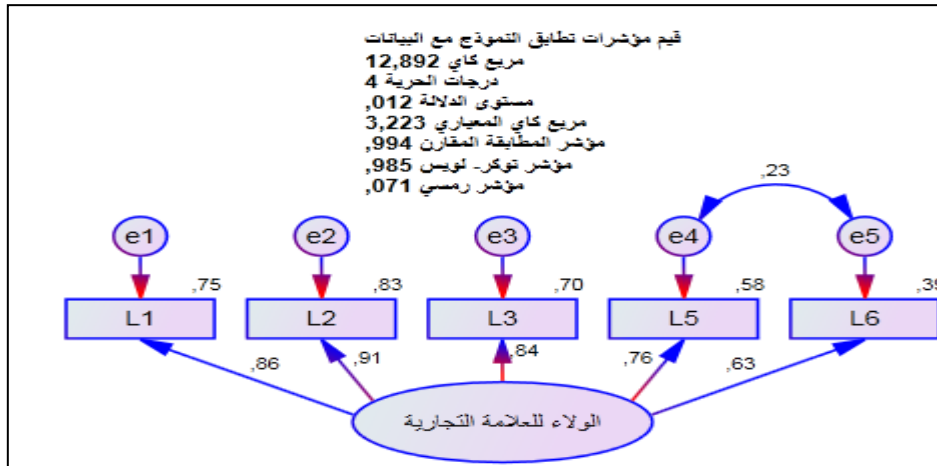 قيم مؤشرات تطابق النموذج مع البيانات
مربع كاي 12,892
درجات الحرية 4
مستوى الدلالة 012,
مربع كاي المعياري 3,223
مؤشر المطابقة المقارن 994,
مؤشر توكر- لويس 985,
مؤشر رمسي 071,
,23
e1 e2 e3 e4 e5
,75 ,83 ,70 ,58 ,39
L1 L2 L3 L5 L6
,86 ,91 ,84 ,76 ,63
الولاء للعلامة التجارية